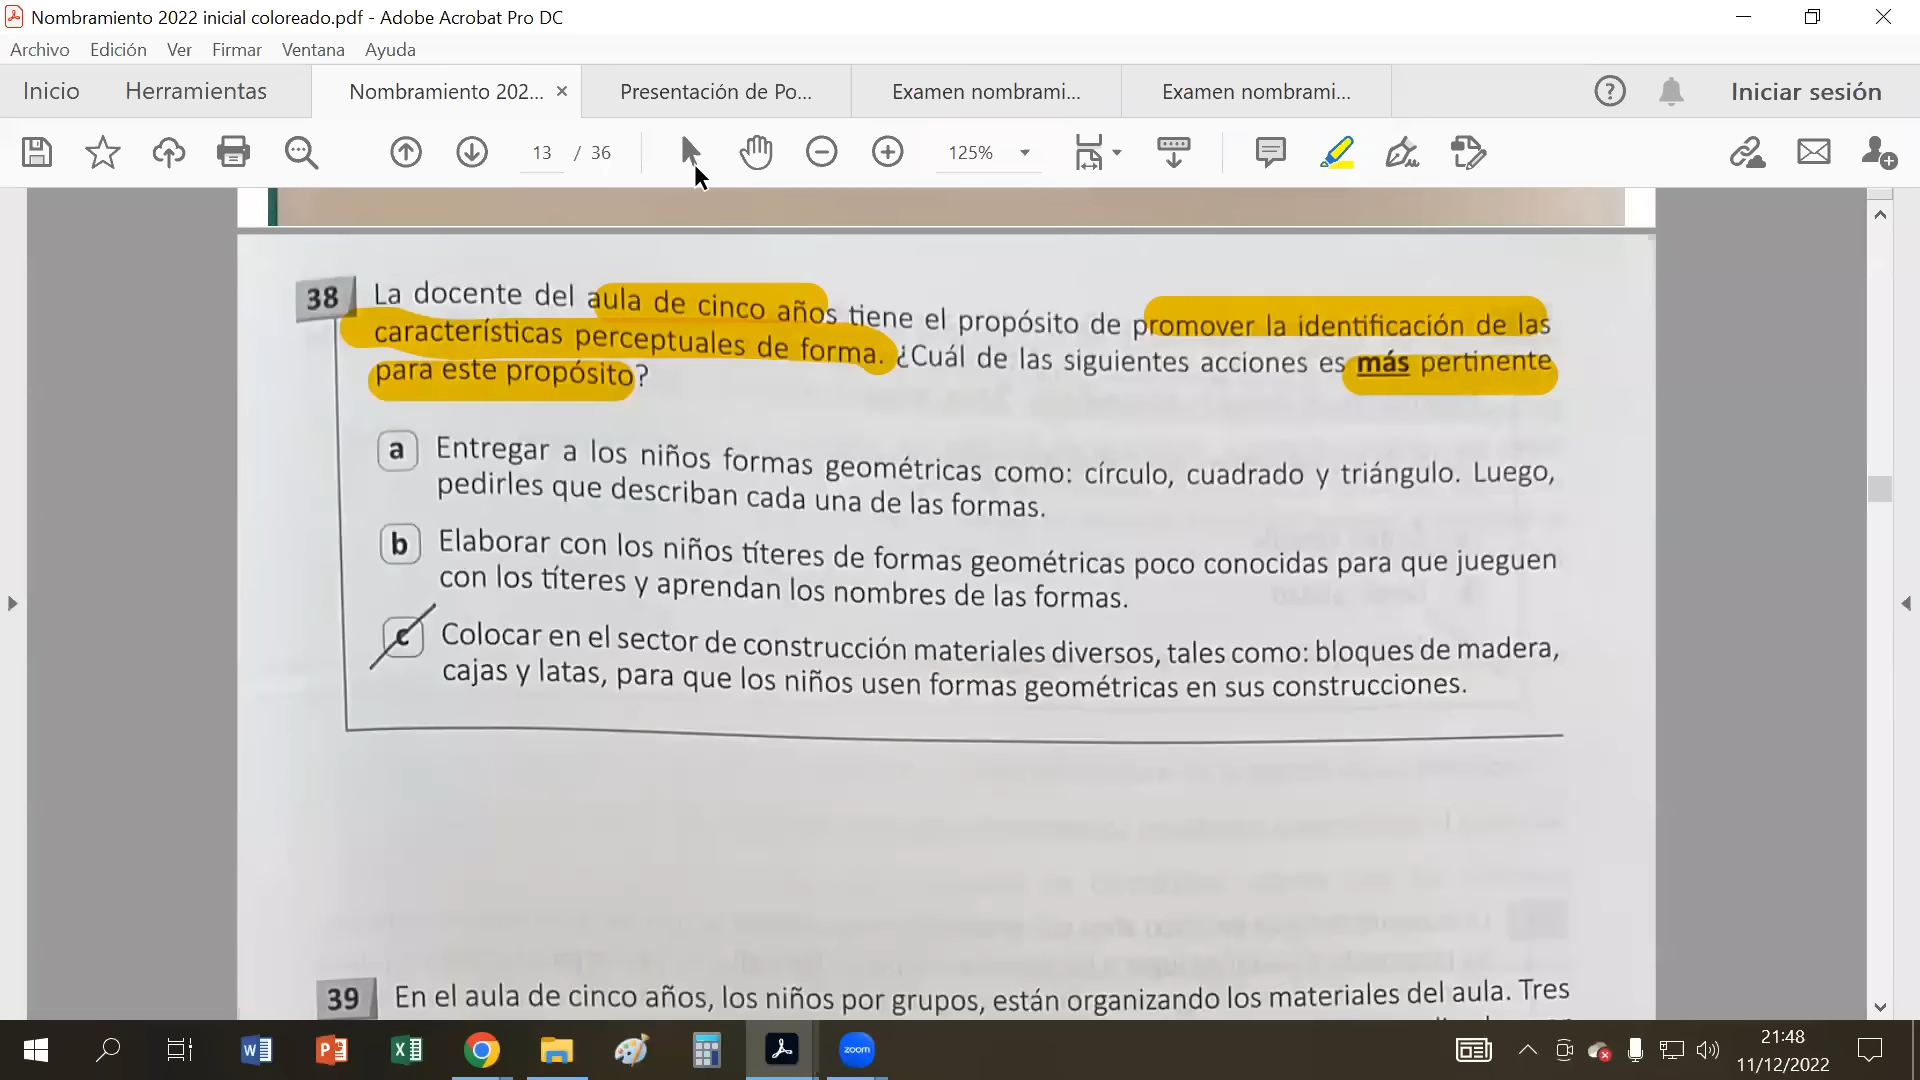 Nombramiento 2022 inicial coloreado.pdf - Adobe Acrobat Pro DC
Archivo Edición Ver Firmar Ventana Ayuda
Inicio Herramientas Nombramiento 202... × Presentación de Po... Examen nombrami... Examen nombrami... Iniciar sesión
13 / 36 125%
38 La docente del aula de cinco años tiene el propósito de promover la identificación de las
características perceptuales de forma. ¿Cuál de las siguientes acciones es más pertinente
para este propósito?
a Entregar a los niños formas geométricas como: círculo, cuadrado y triángulo. Luego,
pedirles que describan cada una de las formas.
b Elaborar con los niños títeres de formas geométricas poco conocidas para que jueguen
con los títeres y aprendan los nombres de las formas.
c Colocar en el sector de construcción materiales diversos, tales como: bloques de madera,
cajas y latas, para que los niños usen formas geométricas en sus construcciones.
39 En el aula de cinco años, los niños por grupos, están organizando los materiales del aula. Tres
zoom
21:48
11/12/2022